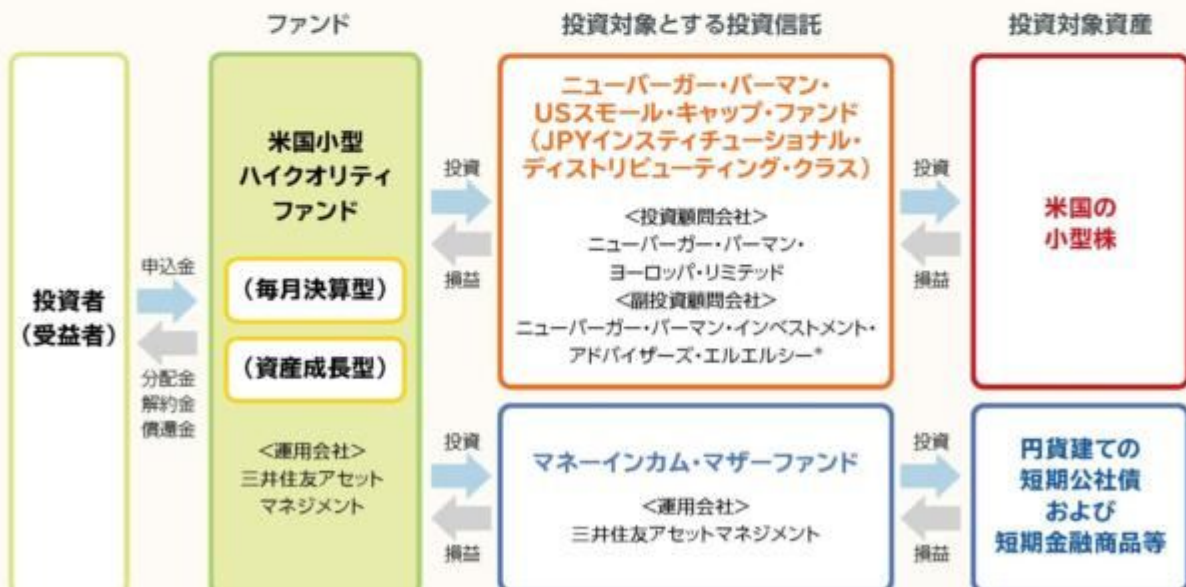 ファンド
投資対象とする投資信託
投資対象資産
投資者
（受益者）
申込金
分配金
解約金
償還金
米国小型
ハイクオリティ
ファンド
（毎月決算型）
（資産成長型）
＜運用会社＞
三井住友アセット
マネジメント
投資
損益
投資
損益
ニューバーガー・バーマン・
USスモール・キャップ・ファンド
（JPYインスティテューショナル・
ディストリビューティング・クラス）
＜投資顧問会社＞
ニューバーガー・バーマン・
ヨーロッパ・リミテッド
＜副投資顧問会社＞
ニューバーガー・バーマン・インベストメント・
アドバイザーズ・エルエルシー*
マネーインカム・マザーファンド
＜運用会社＞
三井住友アセットマネジメント
投資
損益
投資
損益
米国の
小型株
円貨建ての
短期公社債
および
短期金融商品等